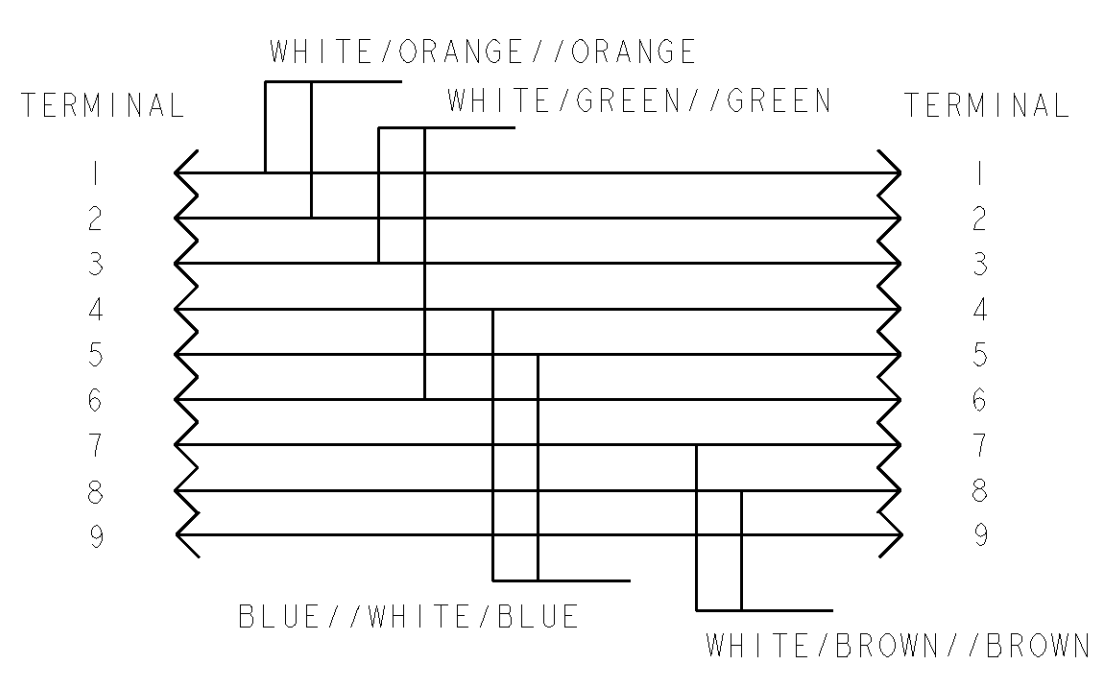 WHITE/ORANGE//ORANGE
WHITE/GREEN//GREEN
TERMINAL TERMINAL
1 1
2 2
3 3
4 4
5 5
6 6
7 7
8 8
9 9
BLUE//WHITE/BLUE
WHITE/BROWN//BROWN